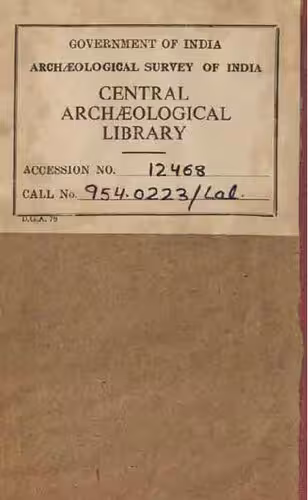 GOVERNMENT OF INDIA
ARCHÆOLOGICAL SURVEY OF INDIA
CENTRAL
ARCHÆOLOGICAL
LIBRARY
ACCESSION NO. 12468
CALL No. 954.0223/Lal.
D.G.A. 79